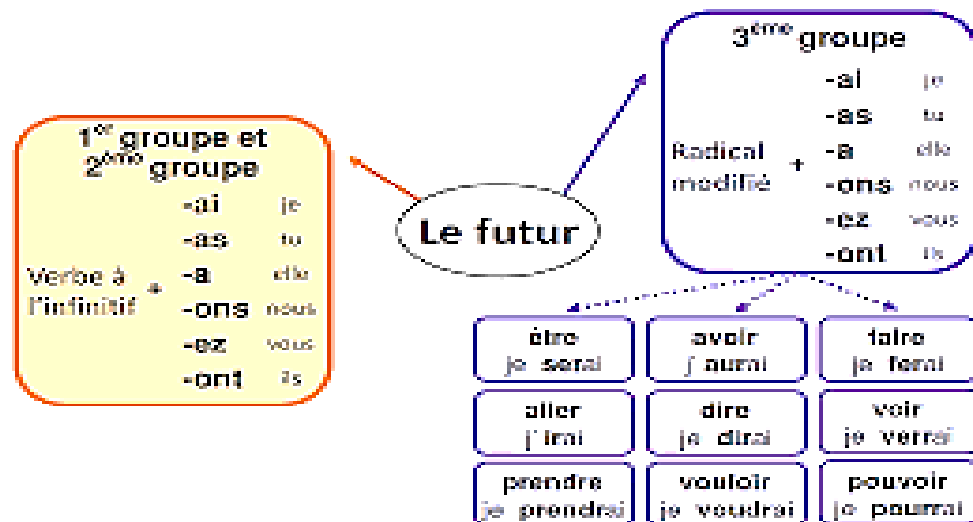 Le futur
1er groupe et
2ème groupe
Verbe à
l'infinitif
+
-ai je
-as tu
-a elle
-ons nous
-ez vous
-ont ils
3ème groupe
Radical
modifié
+
-ai je
-as tu
-a elle
-ons nous
-ez vous
-ont ils
être
je serai
avoir
j'aurai
faire
je ferai
aller
j'irai
dire
je dirai
voir
je verrai
prendre
je prendrai
vouloir
je voudrai
pouvoir
je pourrai